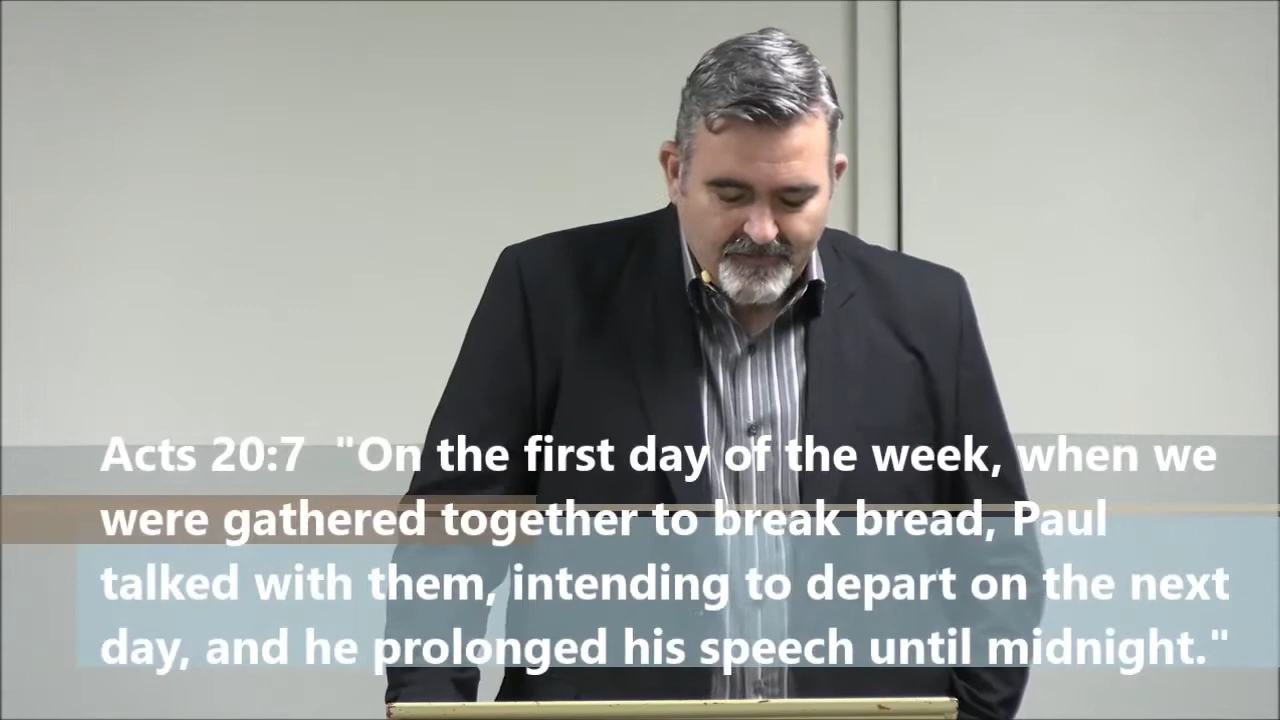 Acts 20:7 "On the first day of the week, when we
were gathered together to break bread, Paul
talked with them, intending to depart on the next
day, and he prolonged his speech until midnight."